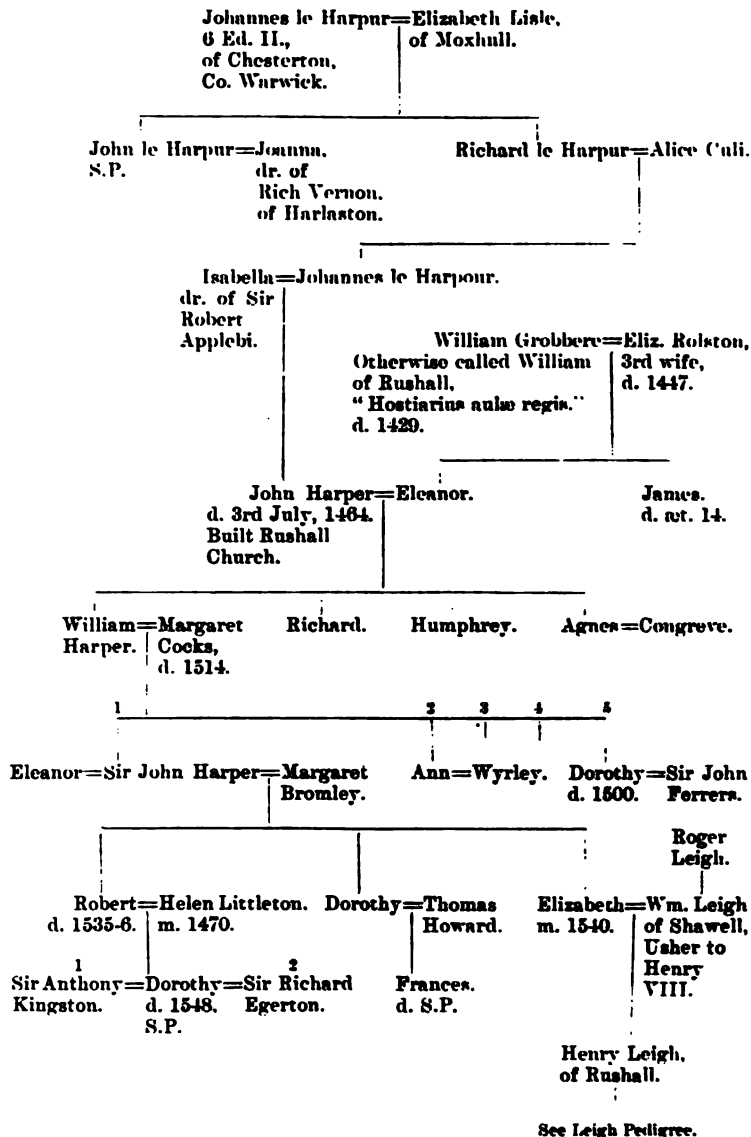 Johannes le Harpur=Elizabeth Lisle,
6 Ed. II., of Moxhull.
of Chesterton,
Co. Warwick.
John le Harpur=Joanna, Richard le Harpur=Alice Culi.
S.P. dr. of
Rich Vernon,
of Harlaston.
Isabella=Johannes le Harpour.
dr. of Sir
Robert
Applebi.
William Grobbere=Eliz. Rolston,
Otherwise called William 3rd wife,
of Rushall, d. 1447.
"Hostiarius aulæ regis."
d. 1429.
John Harper=Eleanor. James.
d. 3rd July, 1464. d. æt. 14.
Built Rushall
Church.
William=Margaret Richard. Humphrey. Agnes=Congreve.
Harper. Cocks,
d. 1514.
1 2 3 4 5
Eleanor=Sir John Harper=Margaret Ann=Wyrley. Dorothy=Sir John
Bromley. d. 1500. Ferrers.
Roger
Leigh.
Robert=Helen Littleton. Dorothy=Thomas Elizabeth=Wm. Leigh
d. 1535-6. m. 1470. Howard. m. 1540. of Shawell,
Usher to
Henry
VIII.
1 2
Sir Anthony=Dorothy=Sir Richard Frances.
Kingston. d. 1548, Egerton. d. S.P.
S.P.
Henry Leigh,
of Rushall.
See Leigh Pedigree.